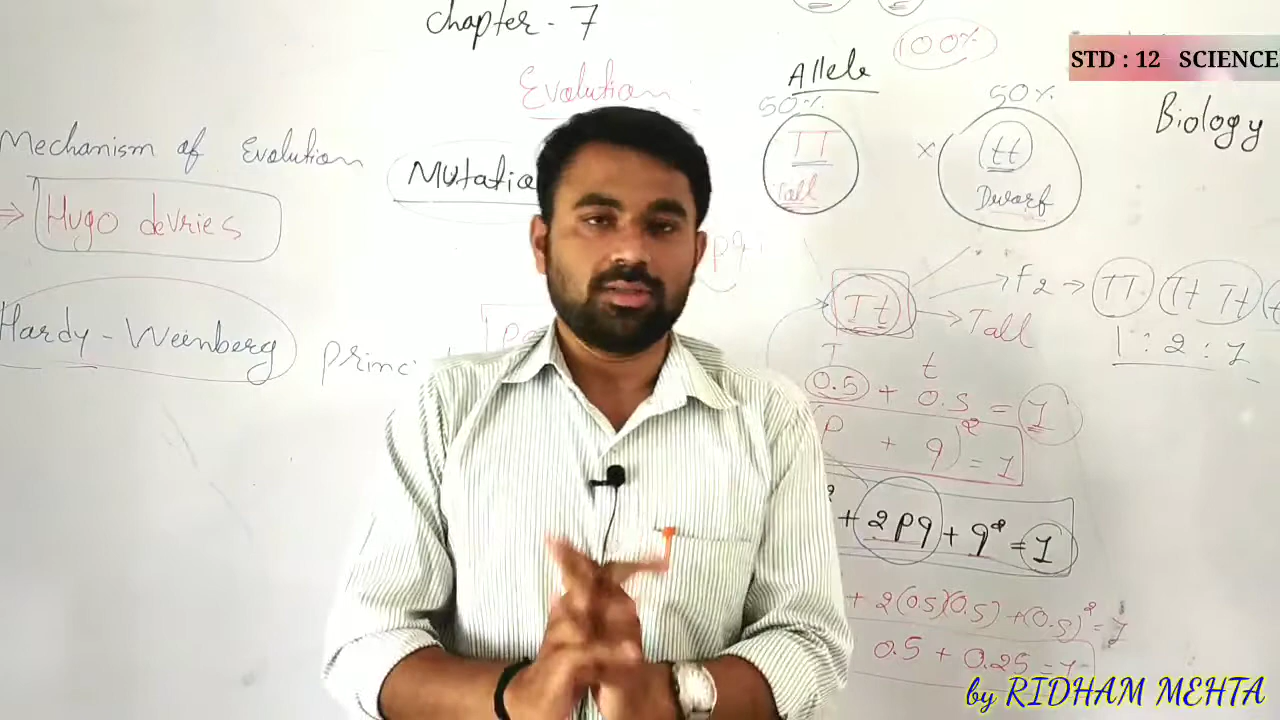 chapter - 7
100%
STD : 12 SCIENCE
Evolution
Allele
50%
50%
Biology
Mechanism of Evolution
Mutatio
TT
×
tt
Tall
Dwarf
⇒ Hugo devries
pq
F2 → TT Tt Tt
Tt → Tall
1 : 2 : 1
Hardy - Weinberg princi
T t
0.5 + 0.5 = 1
(P + q)² = 1
+ 2pq + q² = 1
+ 2(0.5)(0.5) + (0.5)² = 1
0.5 + 0.25 = 1
by RIDHAM MEHTA